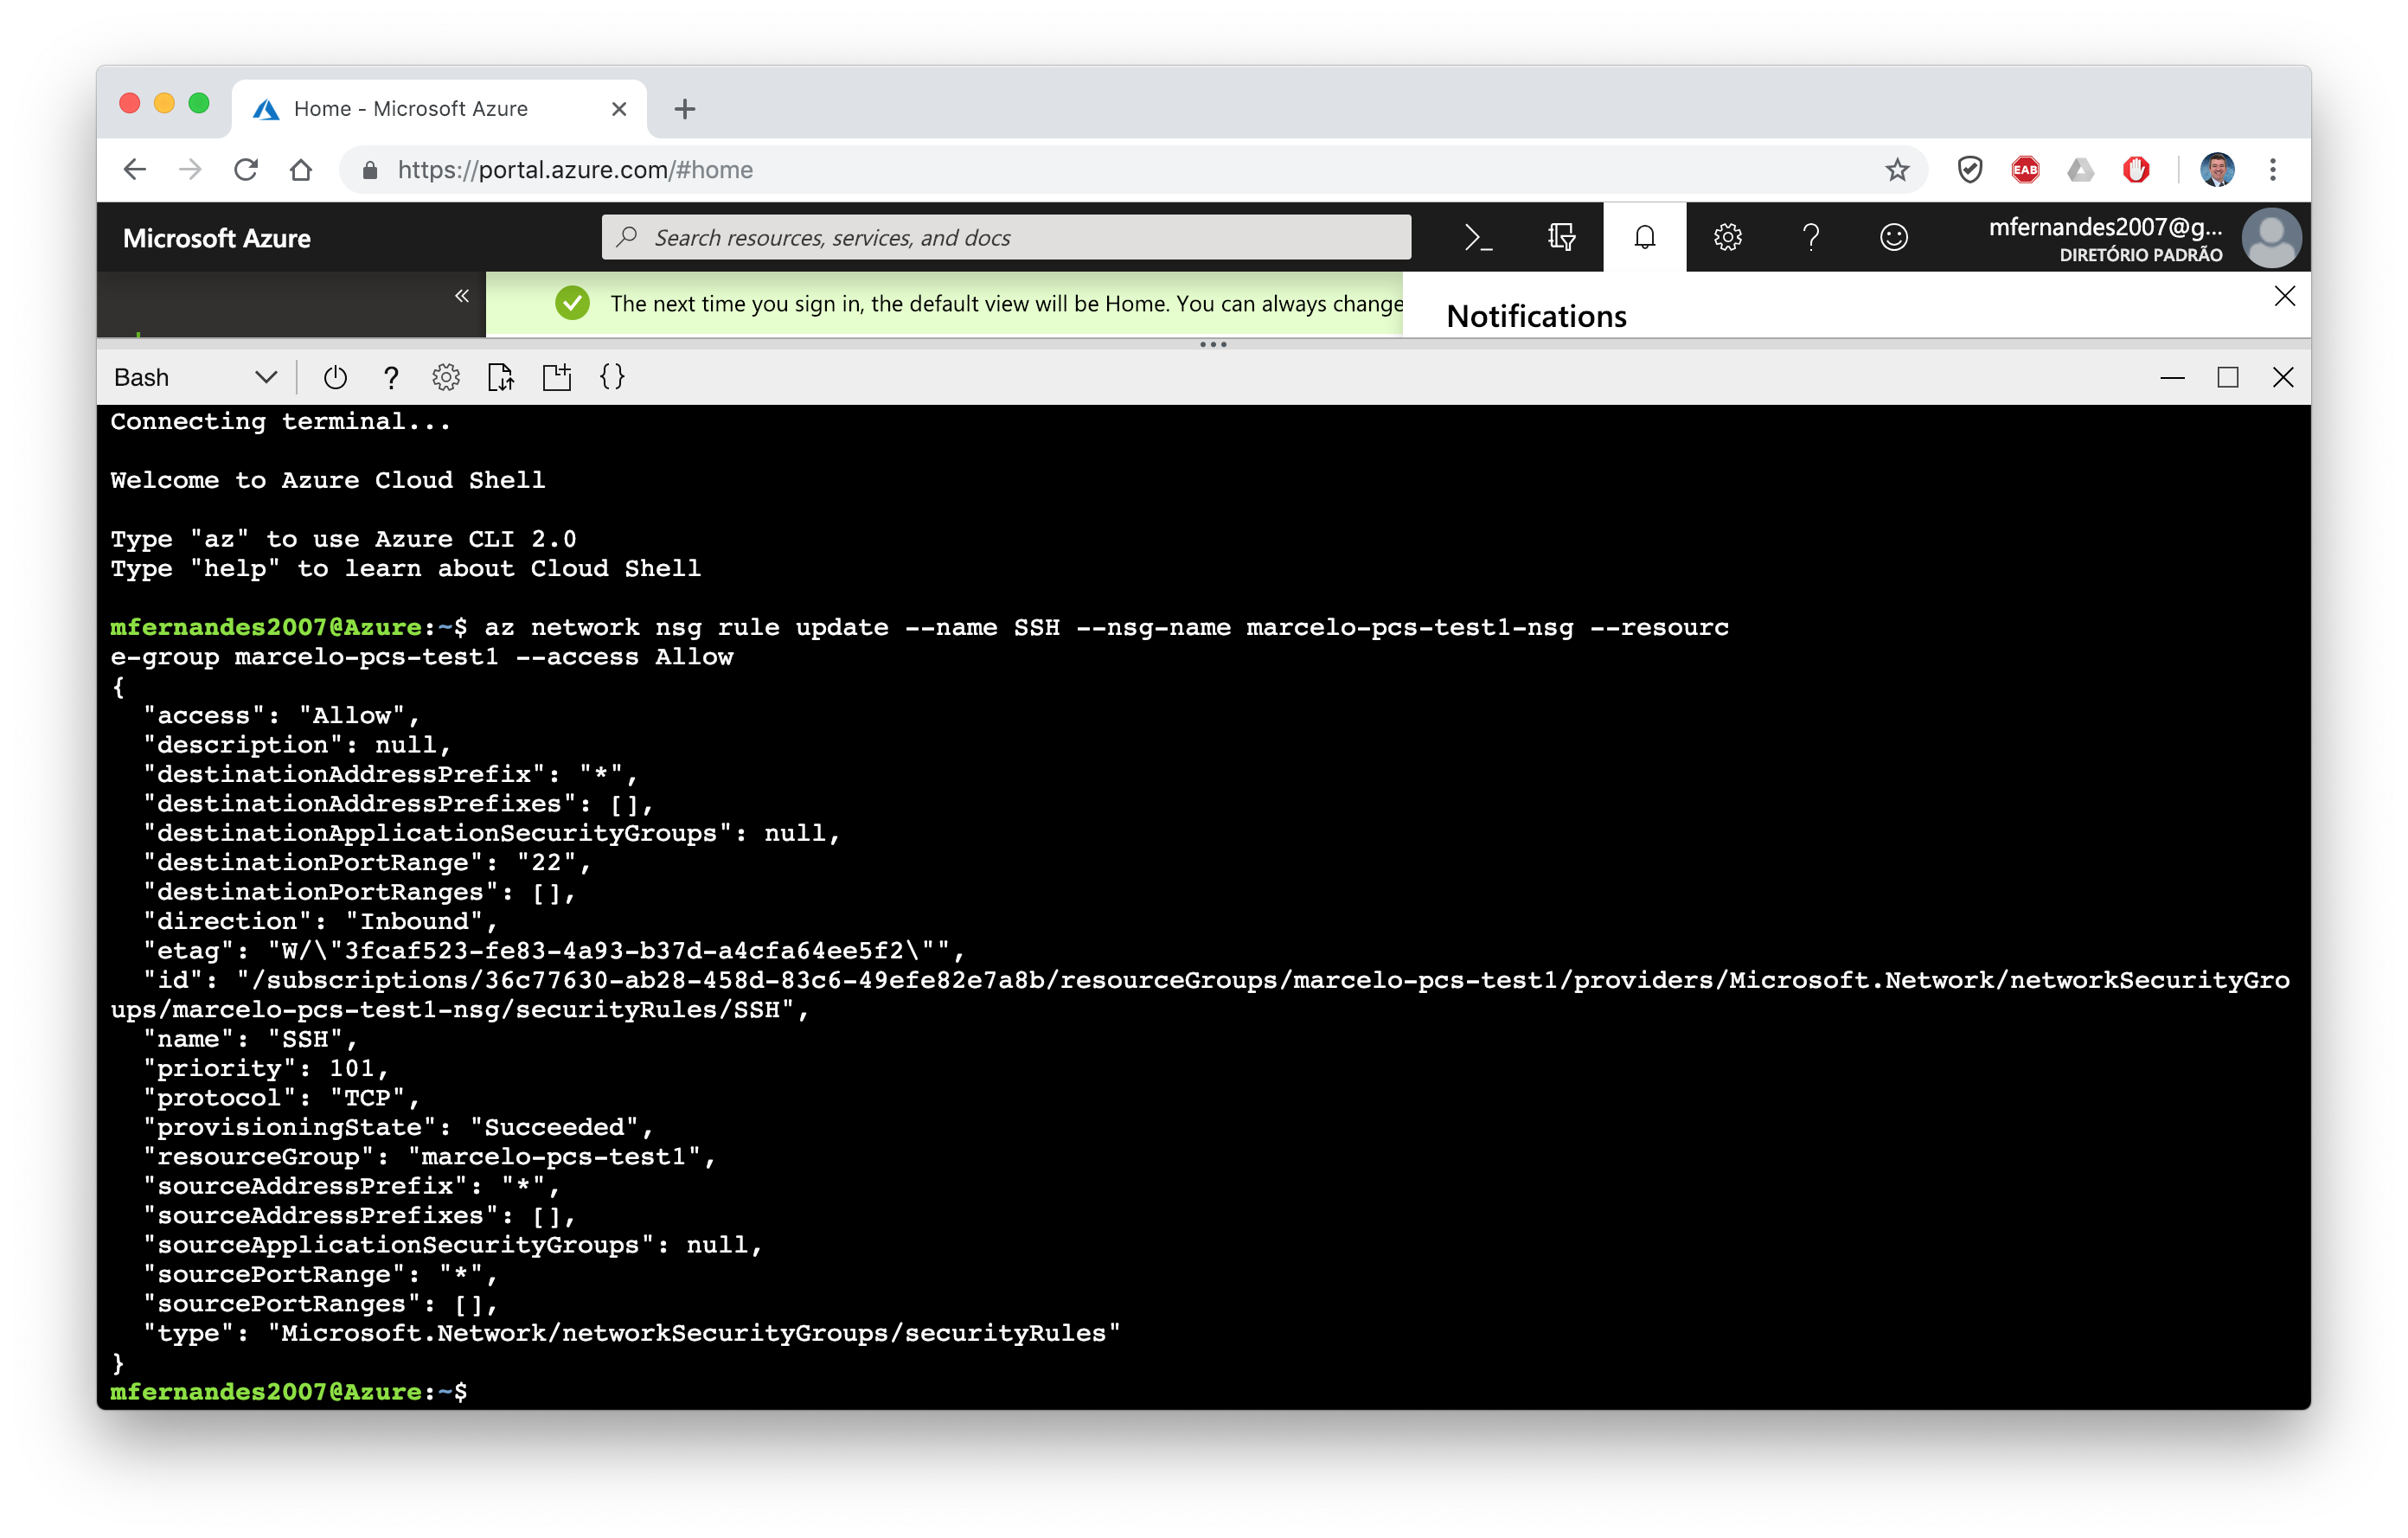 Home - Microsoft Azure
https://portal.azure.com/#home
EAB
Microsoft Azure
Search resources, services, and docs
mfernandes2007@g...
DIRETÓRIO PADRÃO
The next time you sign in, the default view will be Home. You can always change
Notifications
Bash
Connecting terminal...
Welcome to Azure Cloud Shell
Type "az" to use Azure CLI 2.0
Type "help" to learn about Cloud Shell
mfernandes2007@Azure:~$ az network nsg rule update --name SSH --nsg-name marcelo-pcs-test1-nsg --resourc
e-group marcelo-pcs-test1 --access Allow
{
  "access": "Allow",
  "description": null,
  "destinationAddressPrefix": "*",
  "destinationAddressPrefixes": [],
  "destinationApplicationSecurityGroups": null,
  "destinationPortRange": "22",
  "destinationPortRanges": [],
  "direction": "Inbound",
  "etag": "W/\"3fcaf523-fe83-4a93-b37d-a4cfa64ee5f2\"",
  "id": "/subscriptions/36c77630-ab28-458d-83c6-49efe82e7a8b/resourceGroups/marcelo-pcs-test1/providers/Microsoft.Network/networkSecurityGro
ups/marcelo-pcs-test1-nsg/securityRules/SSH",
  "name": "SSH",
  "priority": 101,
  "protocol": "TCP",
  "provisioningState": "Succeeded",
  "resourceGroup": "marcelo-pcs-test1",
  "sourceAddressPrefix": "*",
  "sourceAddressPrefixes": [],
  "sourceApplicationSecurityGroups": null,
  "sourcePortRange": "*",
  "sourcePortRanges": [],
  "type": "Microsoft.Network/networkSecurityGroups/securityRules"
}
mfernandes2007@Azure:~$